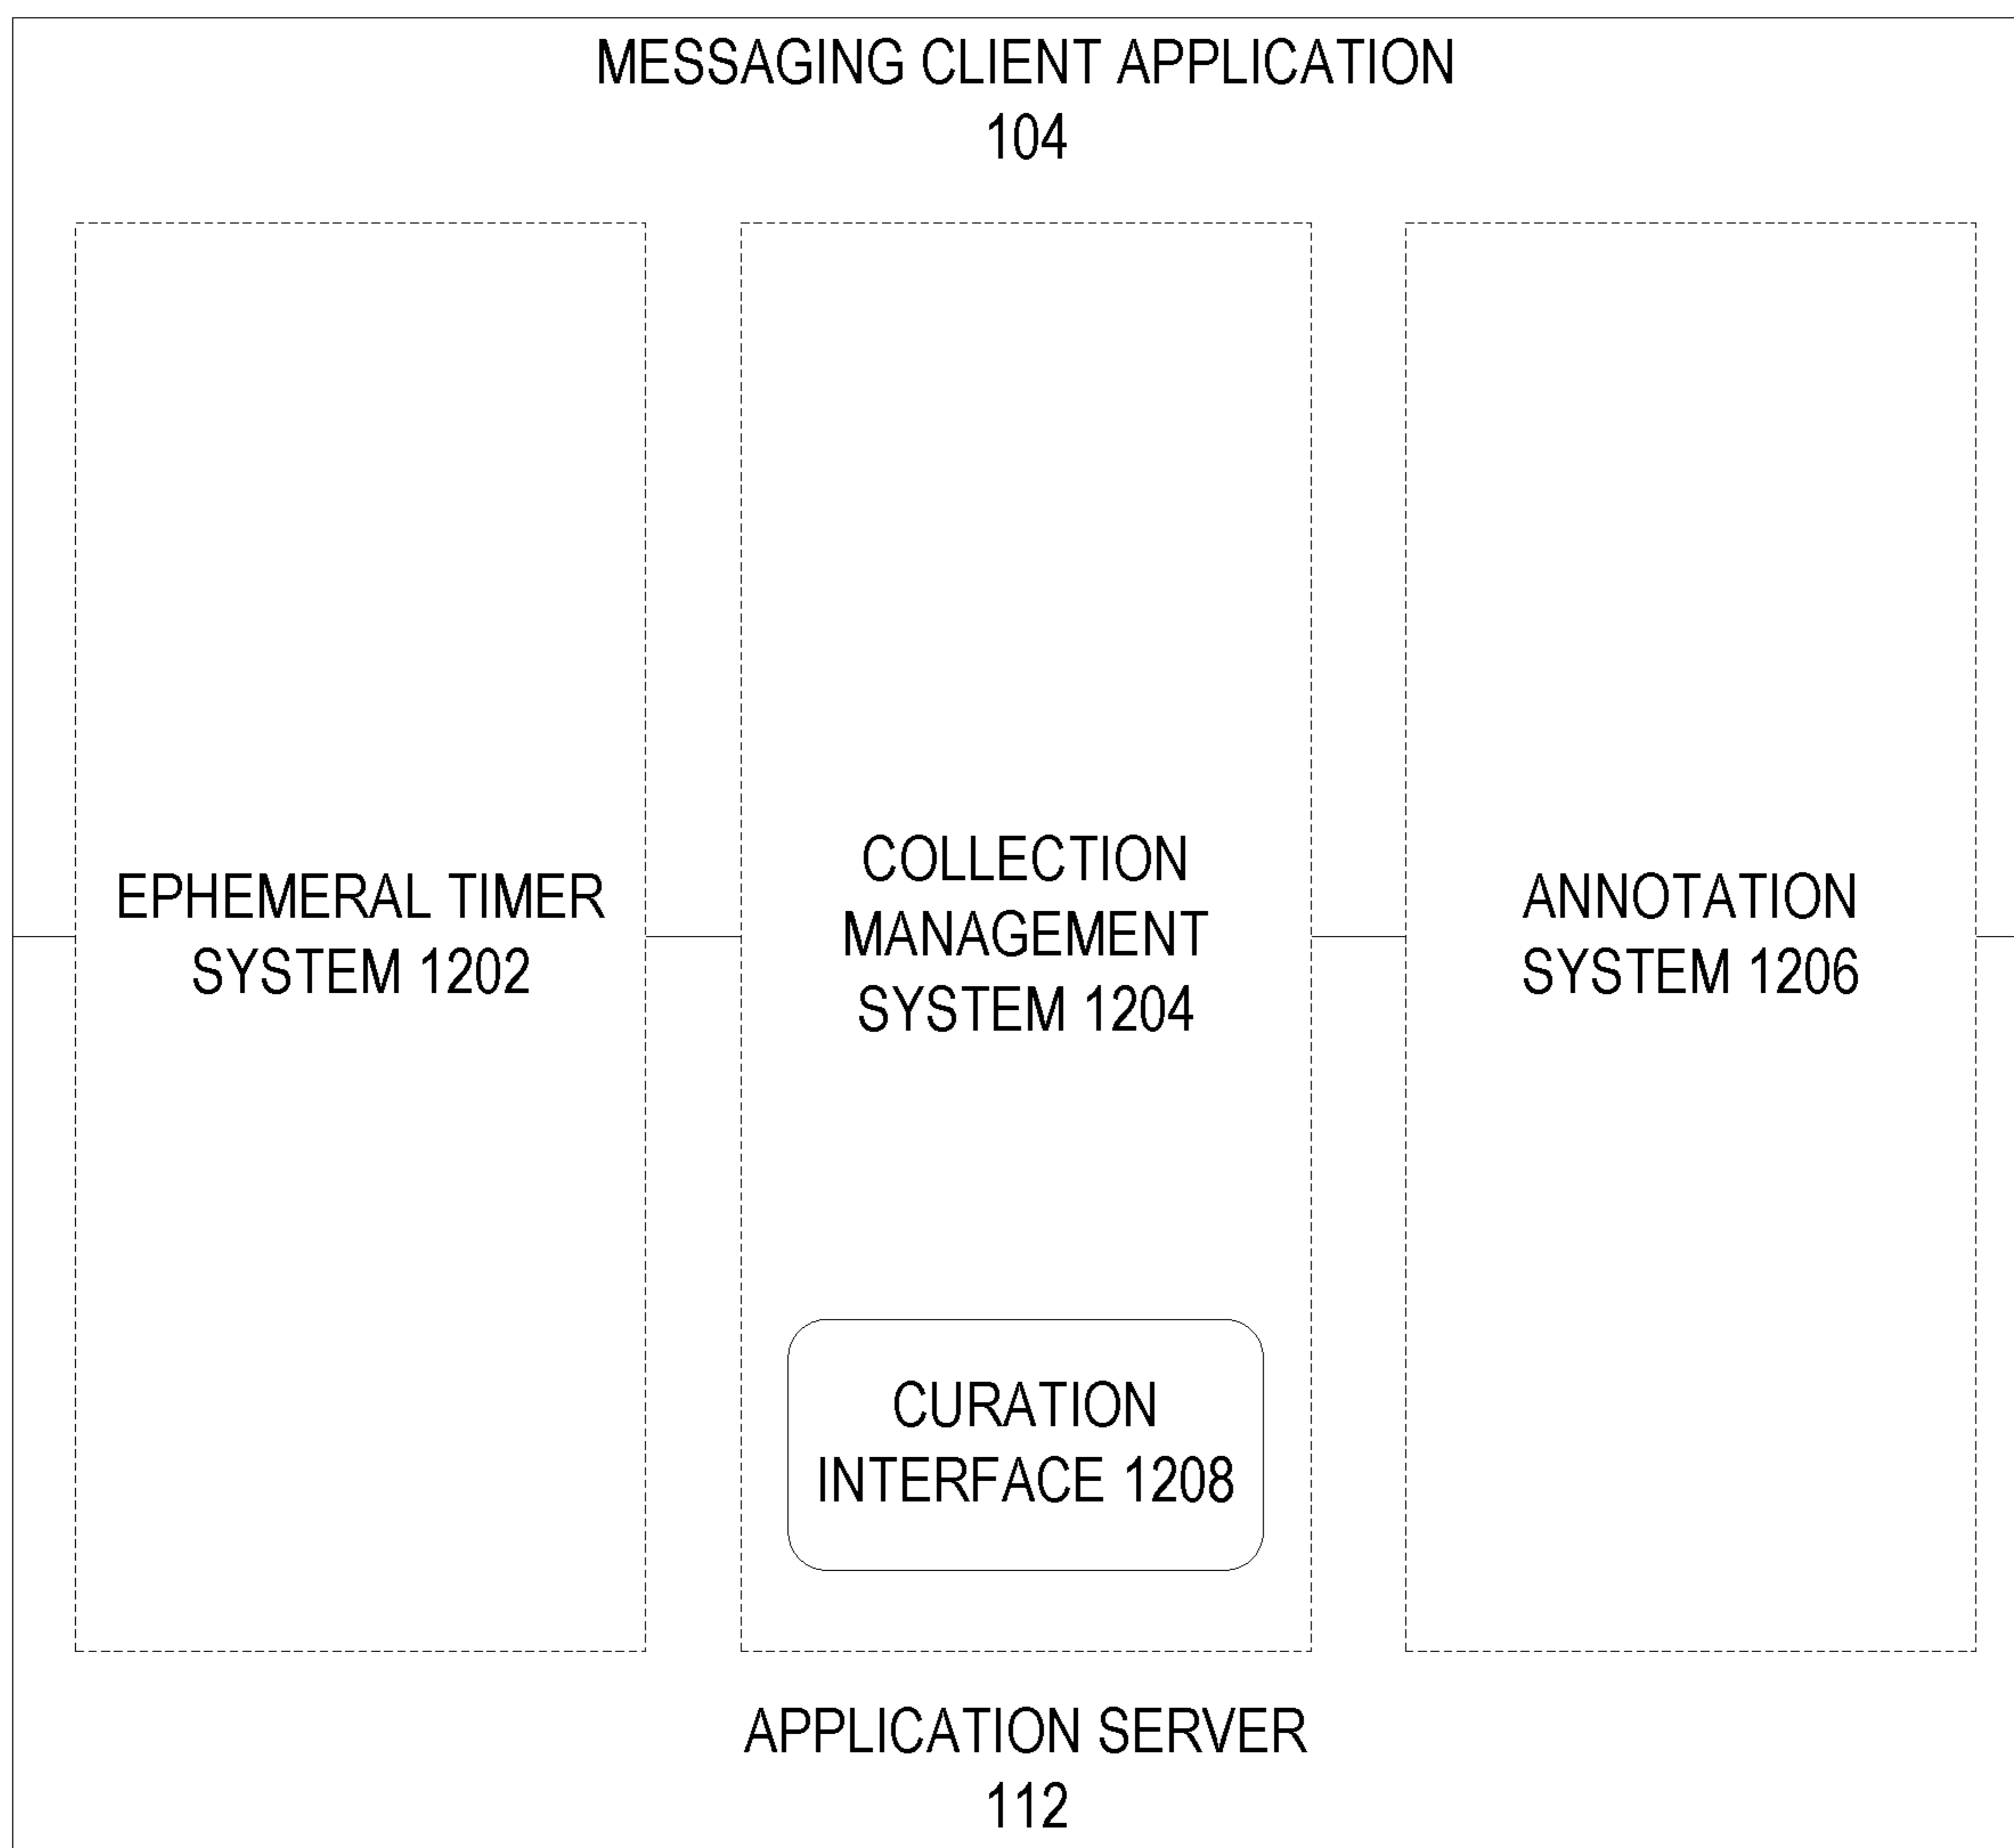 MESSAGING CLIENT APPLICATION
104
EPHEMERAL TIMER
SYSTEM 1202
COLLECTION
MANAGEMENT
SYSTEM 1204
CURATION
INTERFACE 1208
ANNOTATION
SYSTEM 1206
APPLICATION SERVER
112